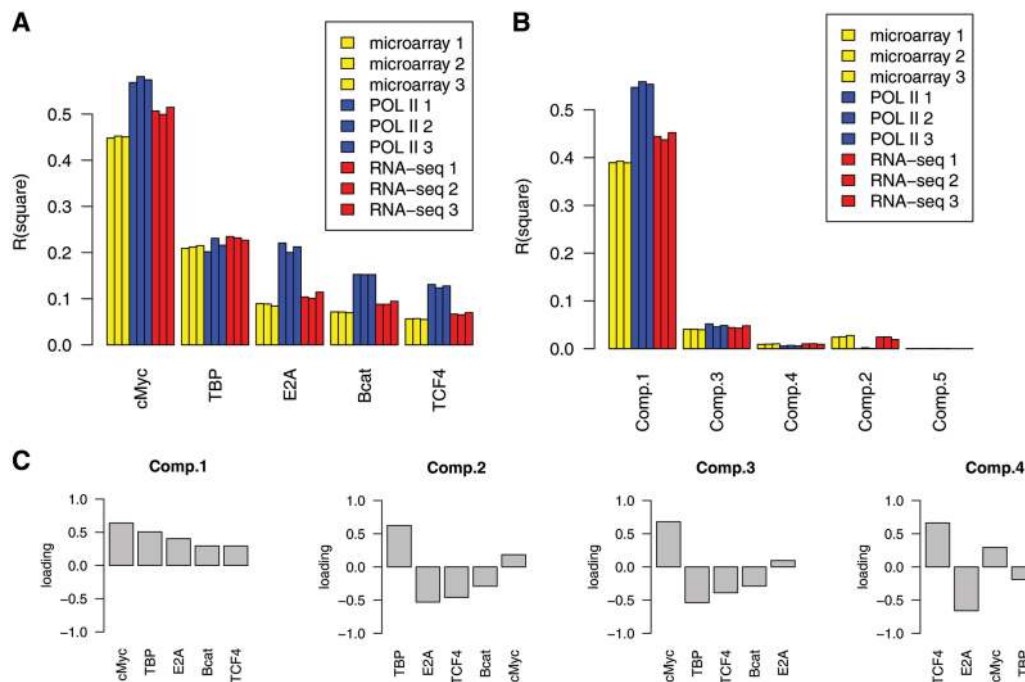 A
microarray 1
microarray 2
microarray 3
POL II 1
POL II 2
POL II 3
RNA-seq 1
RNA-seq 2
RNA-seq 3
R(square)
0.5
0.4
0.3
0.2
0.1
0.0
cMyc
TBP
E2A
Bcat
TCF4
B
microarray 1
microarray 2
microarray 3
POL II 1
POL II 2
POL II 3
RNA-seq 1
RNA-seq 2
RNA-seq 3
R(square)
0.5
0.4
0.3
0.2
0.1
0.0
Comp.1
Comp.3
Comp.4
Comp.2
Comp.5
C
Comp.1
loading
1.0
0.5
0.0
-0.5
-1.0
cMyc
TBP
E2A
Bcat
TCF4
Comp.2
loading
1.0
0.5
0.0
-0.5
-1.0
TBP
E2A
TCF4
Bcat
cMyc
Comp.3
loading
1.0
0.5
0.0
-0.5
-1.0
cMyc
TBP
TCF4
Bcat
E2A
Comp.4
loading
1.0
0.5
0.0
-0.5
-1.0
TCF4
E2A
cMyc
TBP